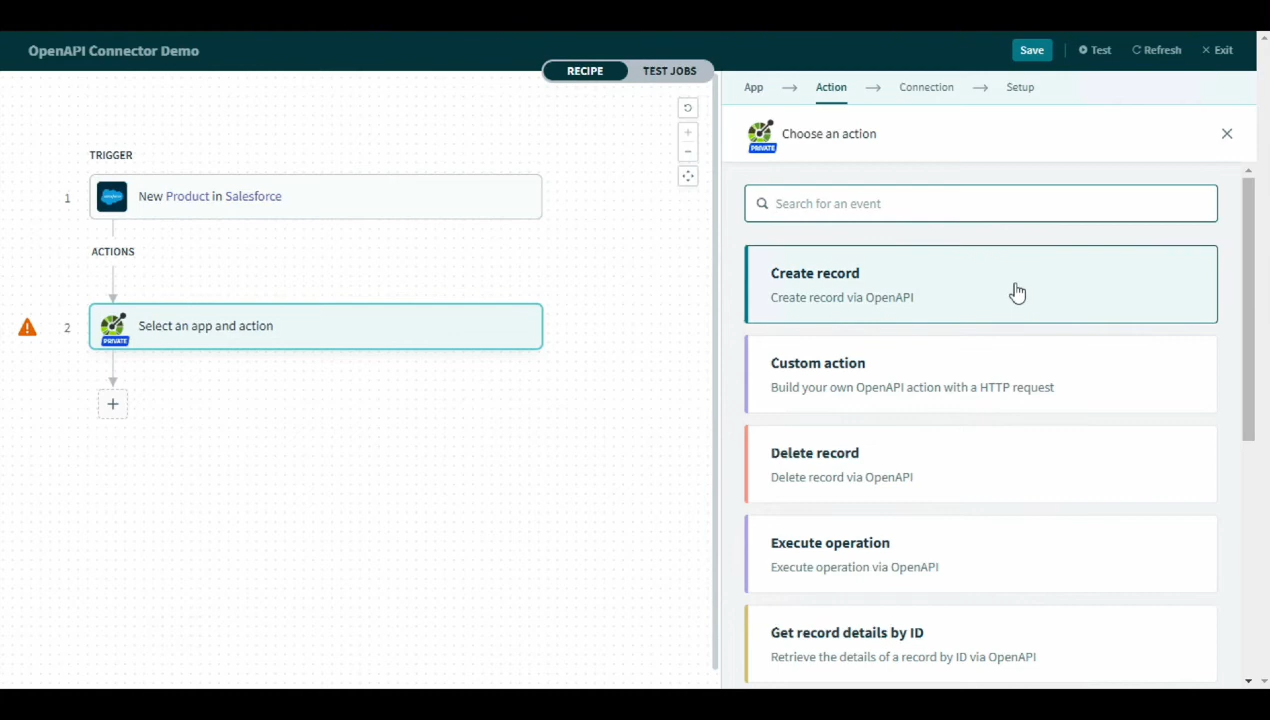 OpenAPI Connector Demo
Save
Test
Refresh
Exit
RECIPE
TEST JOBS
App
Action
Connection
Setup
PRIVATE
Choose an action
TRIGGER
1
New Product in Salesforce
Search for an event
ACTIONS
Create record
Create record via OpenAPI
2
PRIVATE
Select an app and action
Custom action
Build your own OpenAPI action with a HTTP request
Delete record
Delete record via OpenAPI
Execute operation
Execute operation via OpenAPI
Get record details by ID
Retrieve the details of a record by ID via OpenAPI